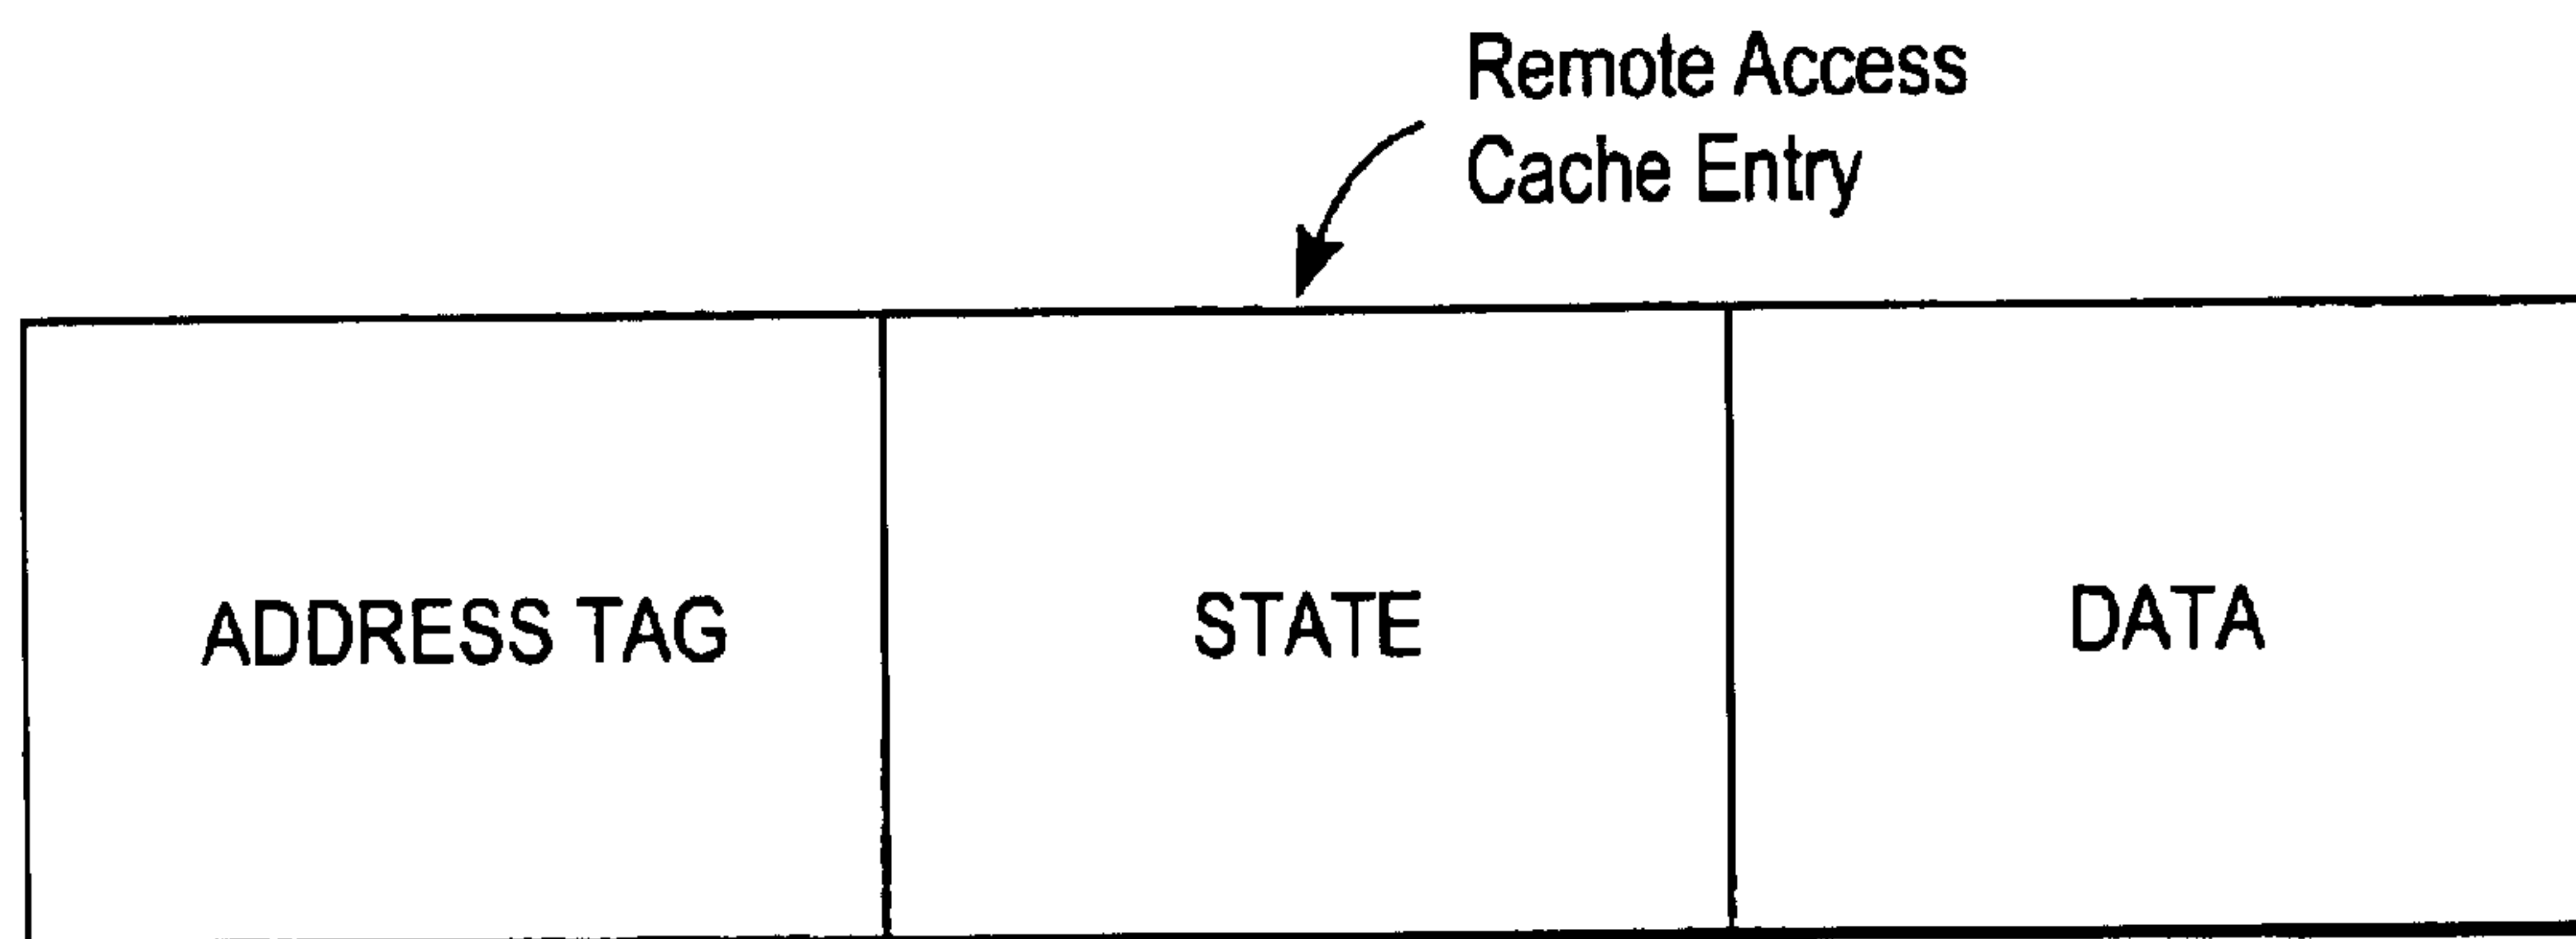 Remote Access
Cache Entry
ADDRESS TAG
STATE
DATA